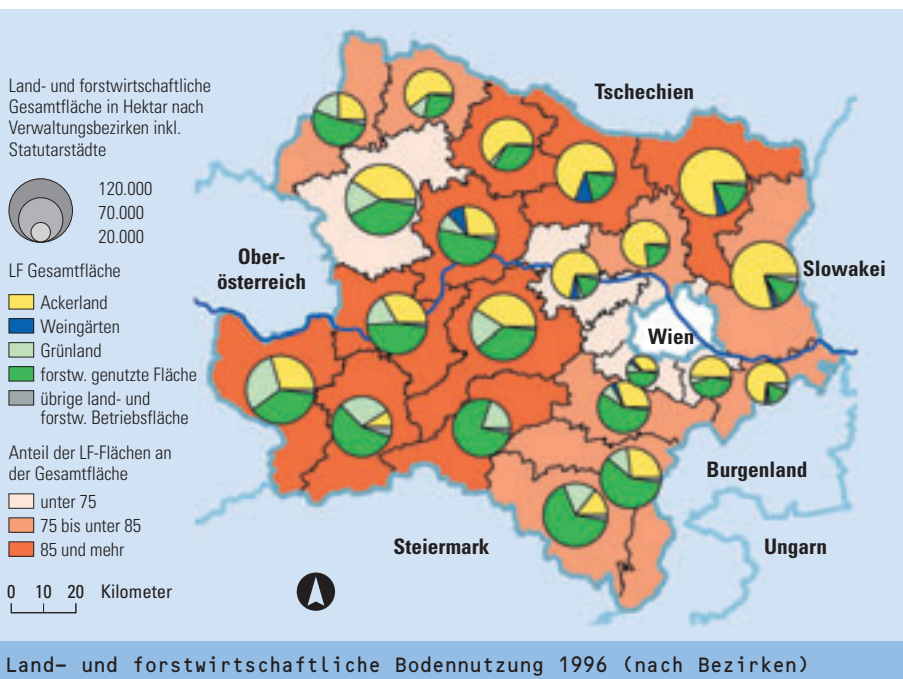 Land- und forstwirtschaftliche
Gesamtfläche in Hektar nach
Verwaltungsbezirken inkl.
Statutarstädte
120.000
70.000
20.000
LF Gesamtfläche
Ackerland
Weingärten
Grünland
forstw. genutzte Fläche
übrige land- und
forstw. Betriebsfläche
Anteil der LF-Flächen an
der Gesamtfläche
unter 75
75 bis unter 85
85 und mehr
0 10 20 Kilometer
Tschechien
Ober-
österreich
Slowakei
Wien
Burgenland
Steiermark
Ungarn
Land- und forstwirtschaftliche Bodennutzung 1996 (nach Bezirken)